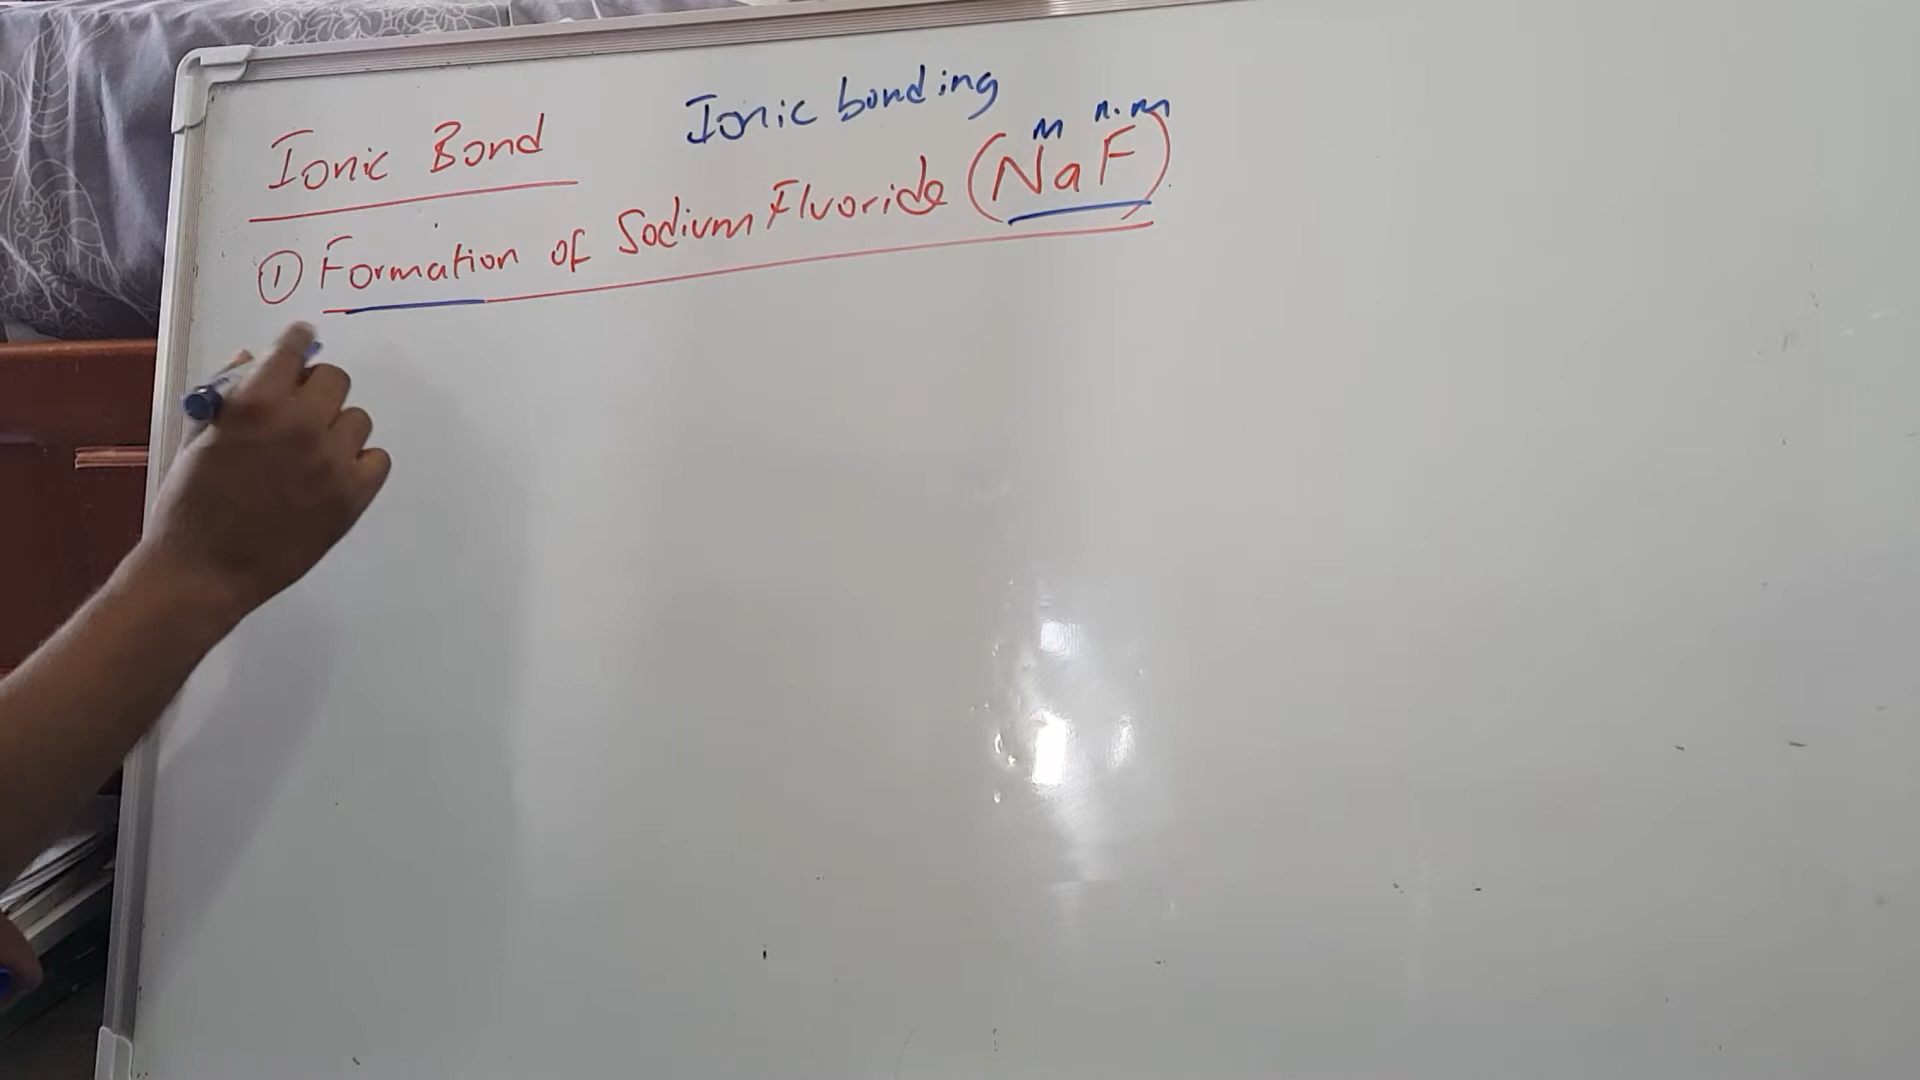 Ionic Bond
Ionic bonding
m n.m
① Formation of Sodium Fluoride (NaF)